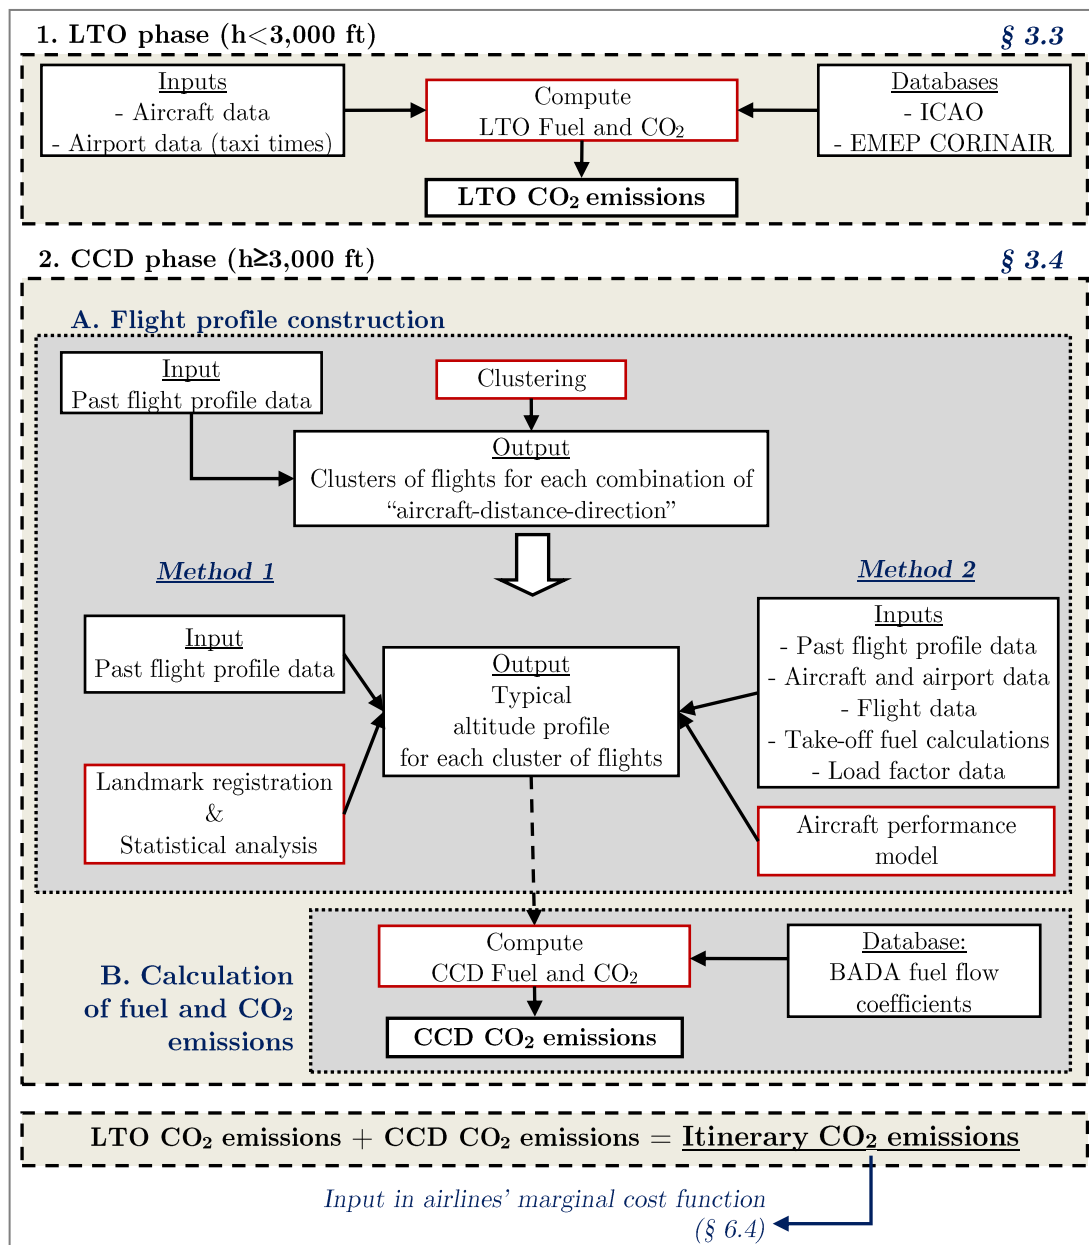 1. LTO phase (h<3,000 ft)
§ 3.3
Inputs
- Aircraft data
- Airport data (taxi times)
Compute
LTO Fuel and CO₂
Databases
- ICAO
- EMEP CORINAIR
LTO CO₂ emissions
2. CCD phase (h≥3,000 ft)
§ 3.4
A. Flight profile construction
Input
Past flight profile data
Clustering
Output
Clusters of flights for each combination of
“aircraft-distance-direction”
Method 1
Method 2
Input
Past flight profile data
Landmark registration
&
Statistical analysis
Output
Typical
altitude profile
for each cluster of flights
Inputs
- Past flight profile data
- Aircraft and airport data
- Flight data
- Take-off fuel calculations
- Load factor data
Aircraft performance
model
B. Calculation
of fuel and CO₂
emissions
Compute
CCD Fuel and CO₂
Database:
BADA fuel flow
coefficients
CCD CO₂ emissions
LTO CO₂ emissions + CCD CO₂ emissions = Itinerary CO₂ emissions
Input in airlines’ marginal cost function
(§ 6.4)